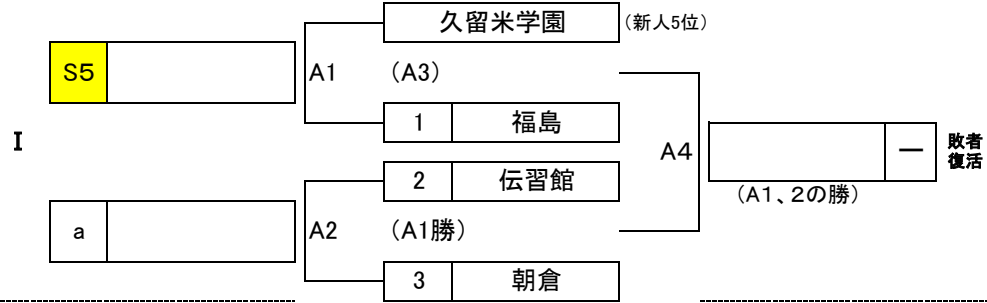 久留米学園 (新人5位)
S5 A1 (A3)
1 福島
I A4 一 敗者
復活
2 伝習館
(A1、2の勝)
a A2 (A1勝)
3 朝倉